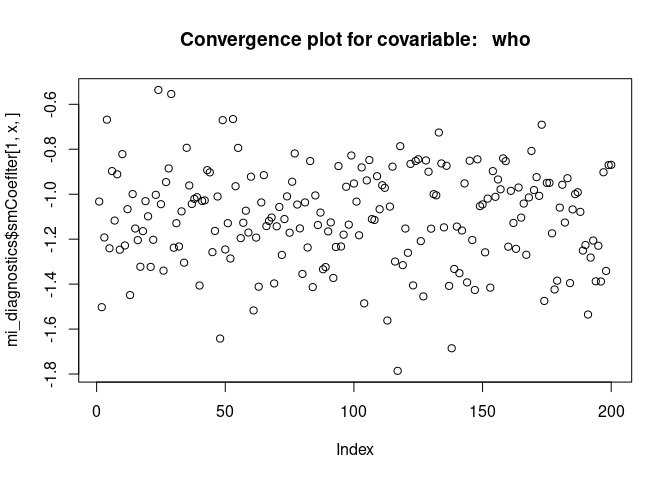 Convergence plot for covariable:   who
mi_diagnostics$smCoefIter[1, x, ]
-0.6
-0.8
-1.0
-1.2
-1.4
-1.6
-1.8
0 50 100 150 200
Index